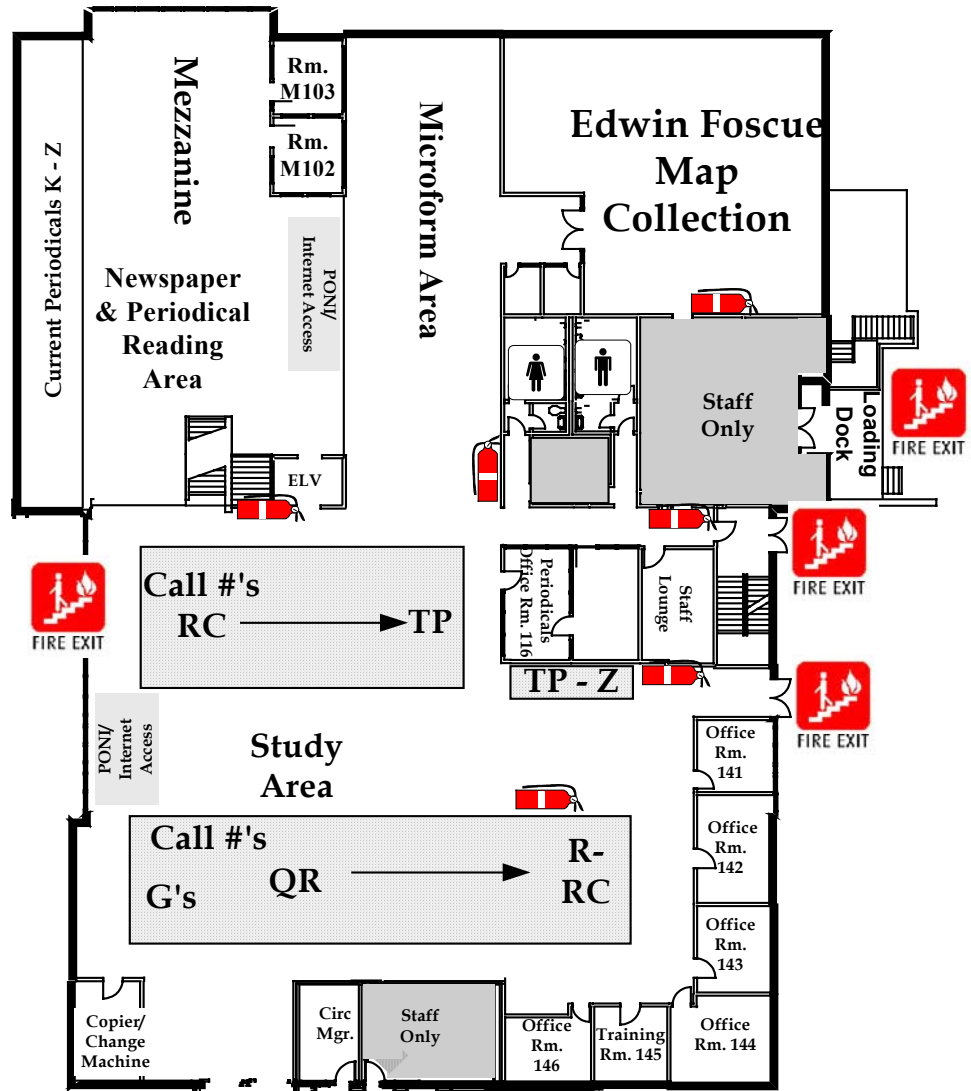 Current Periodicals K - Z
Mezzanine
Rm.
M103
Rm.
M102
PONI/
Internet Access
Newspaper
& Periodical
Reading
Area
Microform Area
Edwin Foscue
Map
Collection
Staff
Only
Loading
Dock
FIRE EXIT
ELV
FIRE EXIT
FIRE EXIT
Call #'s
RC
TP
Periodicals
Office Rm. 116
Staff
Lounge
TP - Z
FIRE EXIT
PONI/
Internet
Access
Study
Area
Office
Rm.
141
Office
Rm.
142
Office
Rm.
143
Call #'s
G's
QR
R-
RC
Copier/
Change
Machine
Circ
Mgr.
Staff
Only
Office
Rm.
146
Training
Rm. 145
Office
Rm. 144